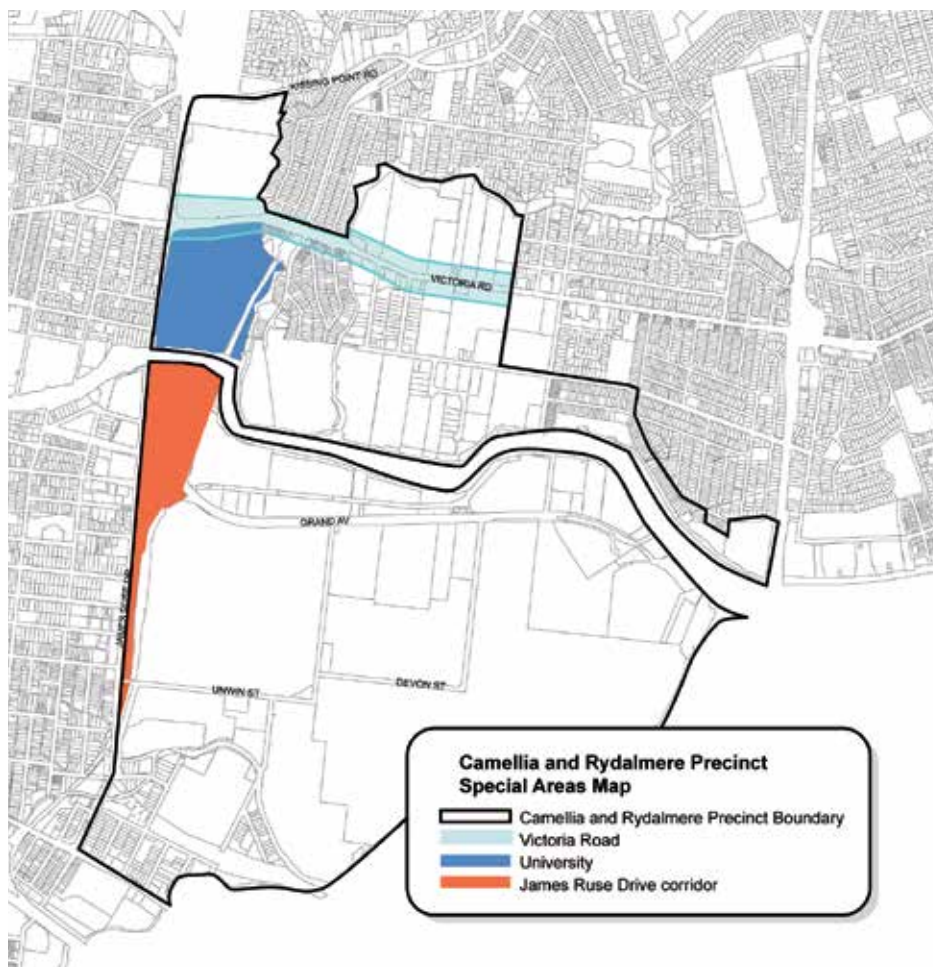 KISSING POINT RD
VICTORIA RD
GRAND AV
JAMES RUSE DR
UNWIN ST
DEVON ST
Camellia and Rydalmere Precinct
Special Areas Map
Camellia and Rydalmere Precinct Boundary
Victoria Road
University
James Ruse Drive corridor